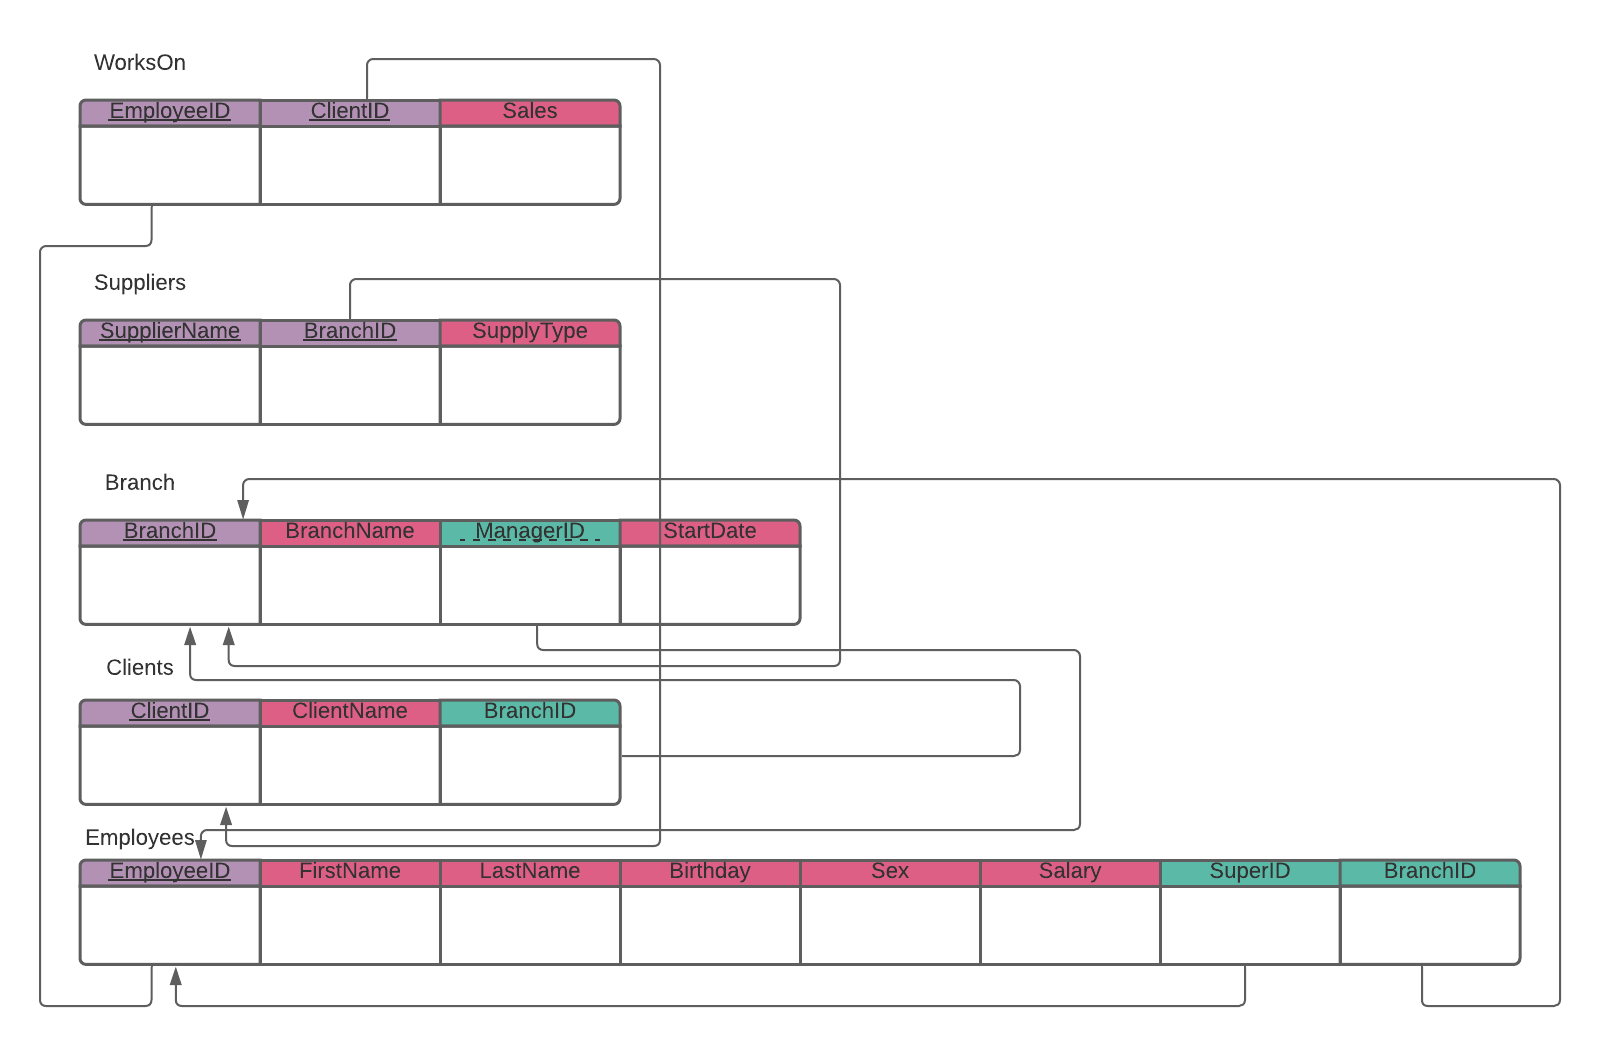 WorksOn
EmployeeID ClientID Sales
Suppliers
SupplierName BranchID SupplyType
Branch
BranchID BranchName ManagerID StartDate
Clients
ClientID ClientName BranchID
Employees
EmployeeID FirstName LastName Birthday Sex Salary SuperID BranchID